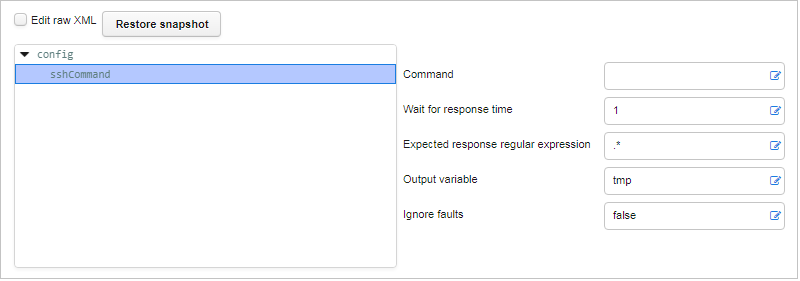 Edit raw XML Restore snapshot
config
sshCommand
Command
Wait for response time 1
Expected response regular expression .*
Output variable tmp
Ignore faults false